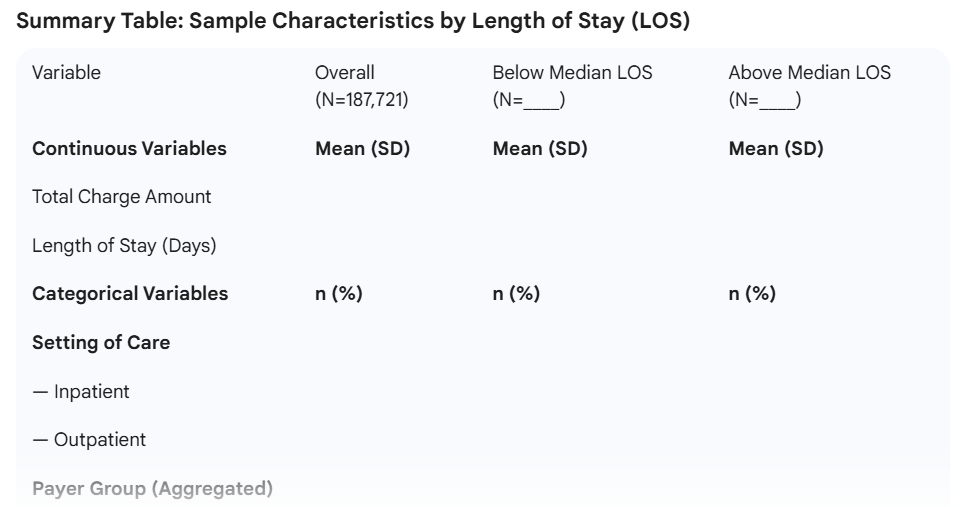 Summary Table: Sample Characteristics by Length of Stay (LOS)
Variable Overall Below Median LOS Above Median LOS
(N=187,721) (N=____) (N=____)
Continuous Variables Mean (SD) Mean (SD) Mean (SD)
Total Charge Amount
Length of Stay (Days)
Categorical Variables n (%) n (%) n (%)
Setting of Care
— Inpatient
— Outpatient
Payer Group (Aggregated)